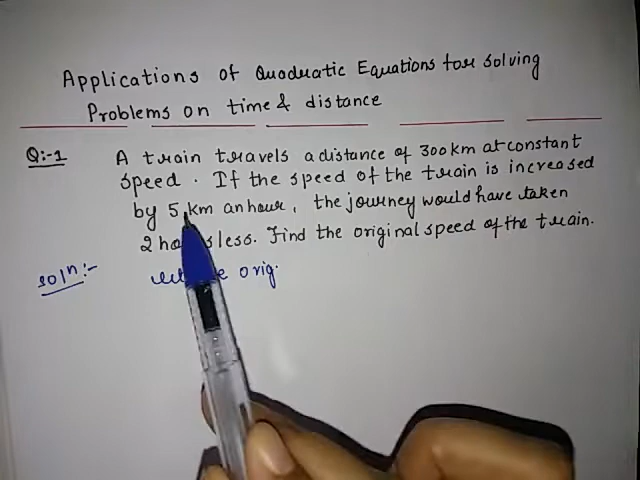 Applications of Quadratic Equations for solving
Problems on time & distance
Q:-1 A train travels a distance of 300km at constant
speed. If the speed of the train is increased
by 5 km an hour, the journey would have taken
2 less. Find the original speed of the train.
Solⁿ:- orig.